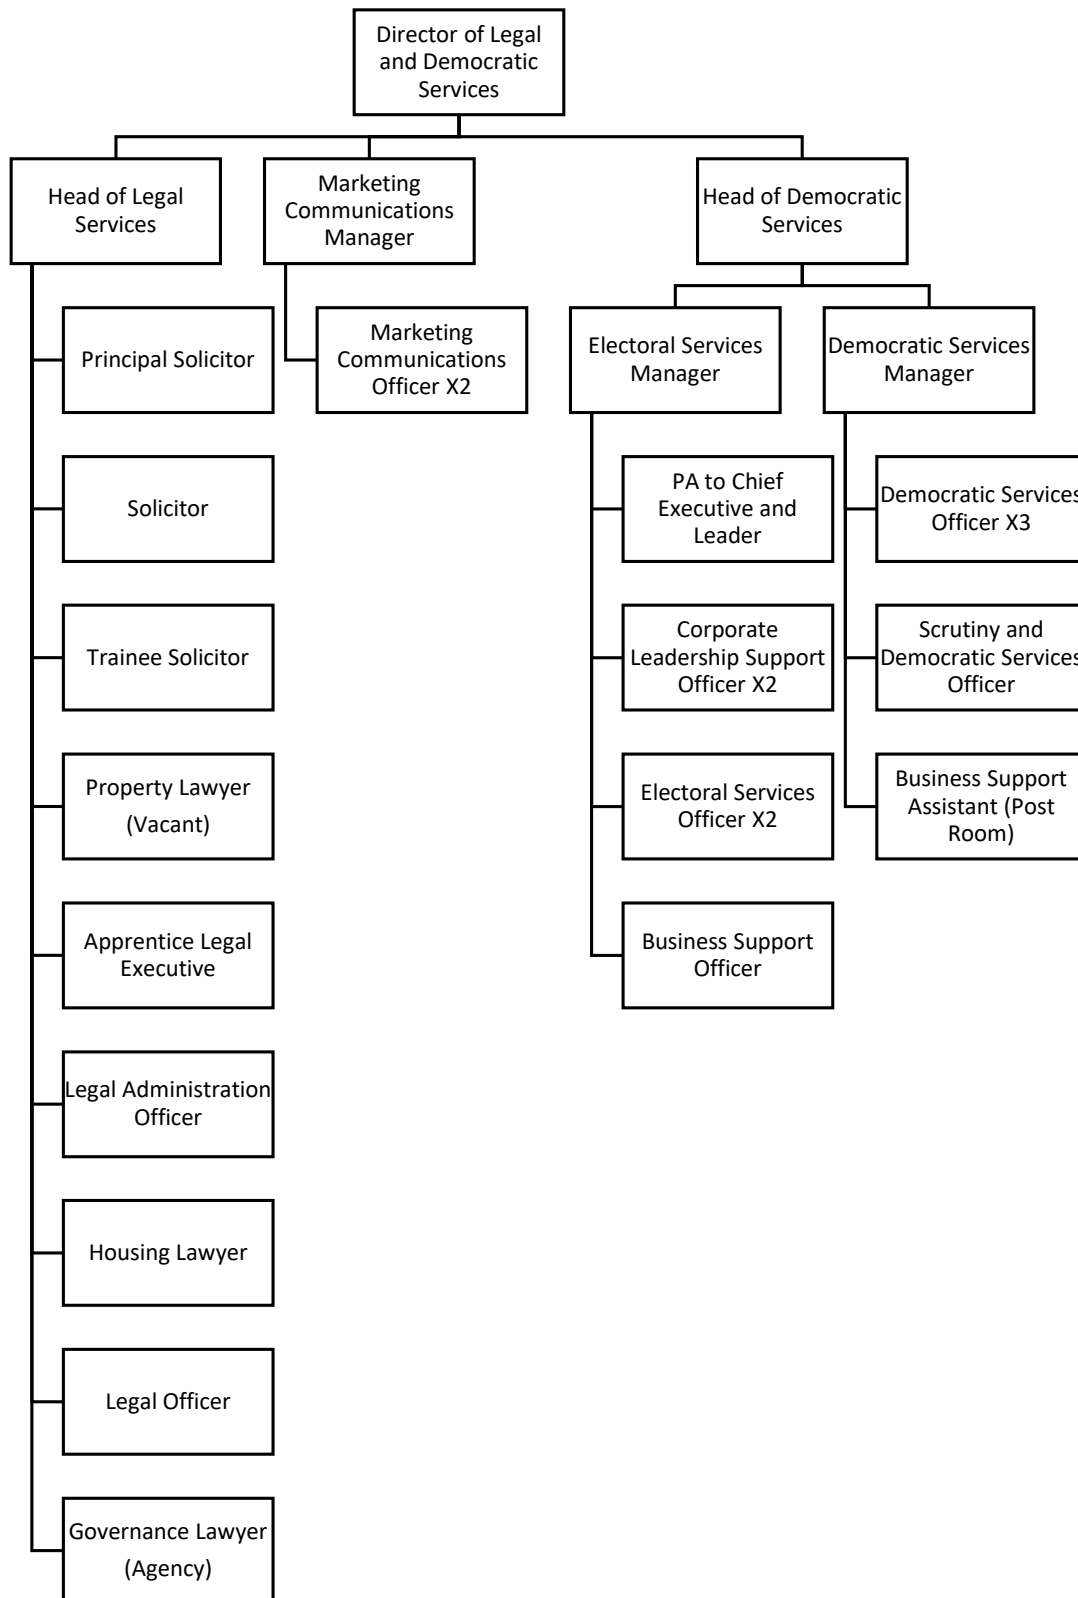 Director of Legal
and Democratic
Services
Head of Legal
Services
Marketing
Communications
Manager
Head of Democratic
Services
Principal Solicitor
Marketing
Communications
Officer X2
Electoral Services
Manager
Democratic Services
Manager
Solicitor
PA to Chief
Executive and
Leader
Democratic Services
Officer X3
Trainee Solicitor
Corporate
Leadership Support
Officer X2
Scrutiny and
Democratic Services
Officer
Property Lawyer
(Vacant)
Electoral Services
Officer X2
Business Support
Assistant (Post
Room)
Apprentice Legal
Executive
Business Support
Officer
Legal Administration
Officer
Housing Lawyer
Legal Officer
Governance Lawyer
(Agency)